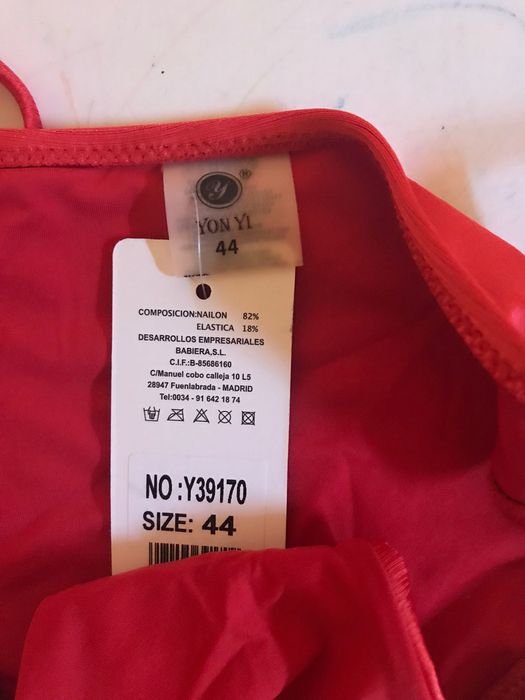 y ®
YON YI
44
COMPOSICION:NAILON 82%
ELASTICA 18%
DESARROLLOS EMPRESARIALES
BABIERA,S.L.
C.I.F.:B-85686160
C/Manuel cobo calleja 10 L5
28947 Fuenlabrada - MADRID
Tel:0034 - 91 642 18 74
NO :Y39170
SIZE: 44